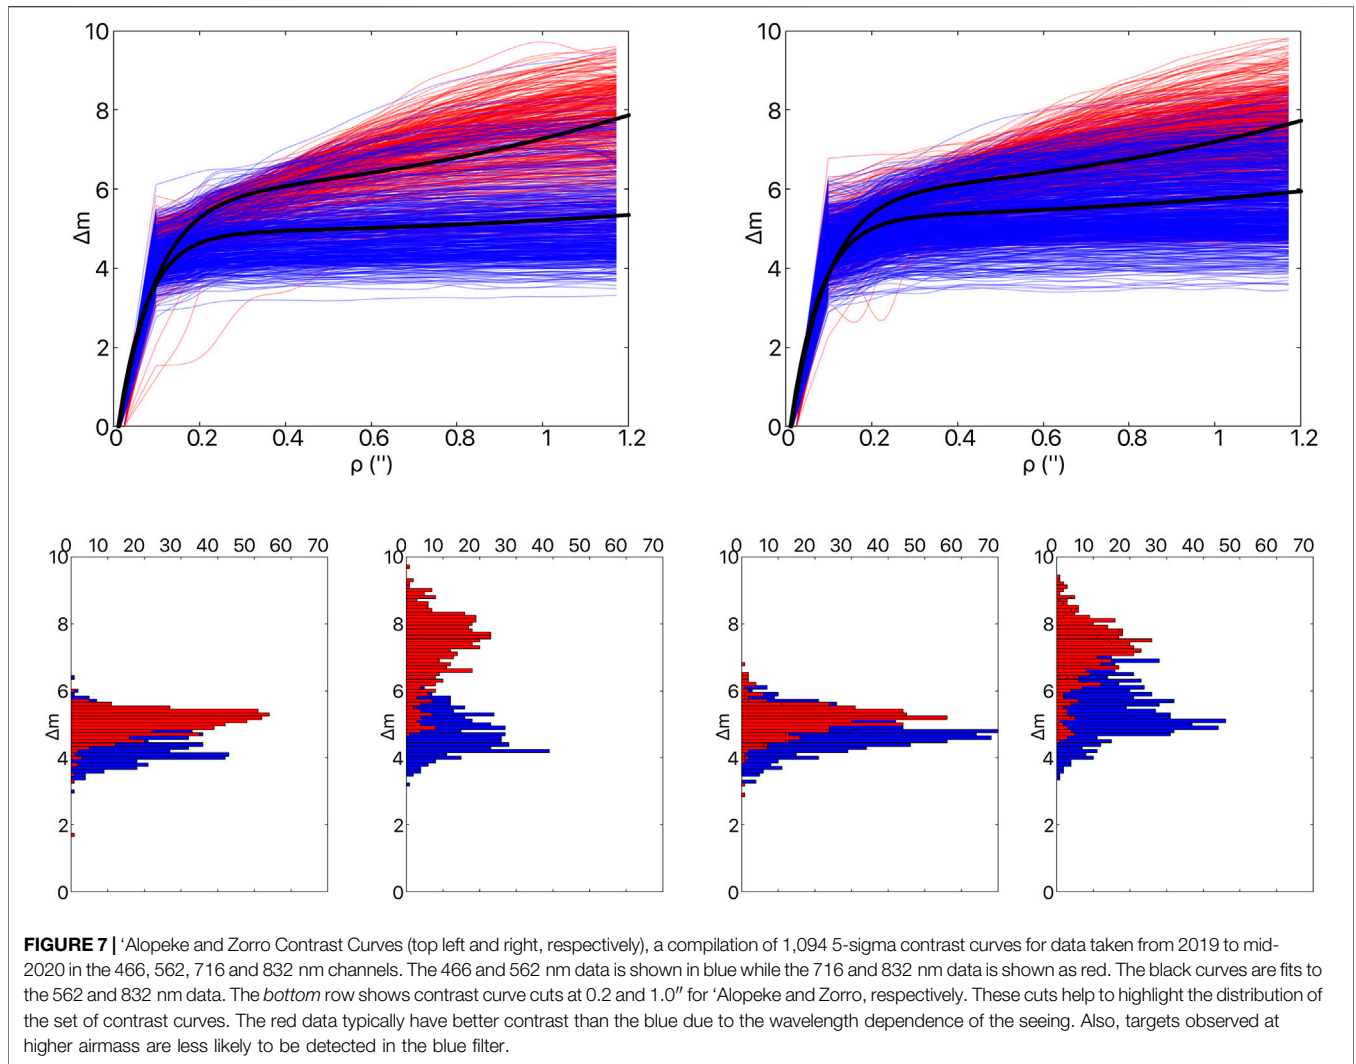 10
8
6
Δm
4
2
0
0 0.2 0.4 0.6 0.8 1 1.2
ρ (")
10
8
6
Δm
4
2
0
0 0.2 0.4 0.6 0.8 1 1.2
ρ (")
0 10 20 30 40 50 60 70
10
8
6
Δm
4
2
0
0 10 20 30 40 50 60 70
10
8
6
Δm
4
2
0
0 10 20 30 40 50 60 70
10
8
6
Δm
4
2
0
0 10 20 30 40 50 60 70
10
8
6
Δm
4
2
0
FIGURE 7 | ‘Alopeke and Zorro Contrast Curves (top left and right, respectively), a compilation of 1,094 5-sigma contrast curves for data taken from 2019 to mid-
2020 in the 466, 562, 716 and 832 nm channels. The 466 and 562 nm data is shown in blue while the 716 and 832 nm data is shown as red. The black curves are fits to
the 562 and 832 nm data. The bottom row shows contrast curve cuts at 0.2 and 1.0″ for ‘Alopeke and Zorro, respectively. These cuts help to highlight the distribution of
the set of contrast curves. The red data typically have better contrast than the blue due to the wavelength dependence of the seeing. Also, targets observed at
higher airmass are less likely to be detected in the blue filter.